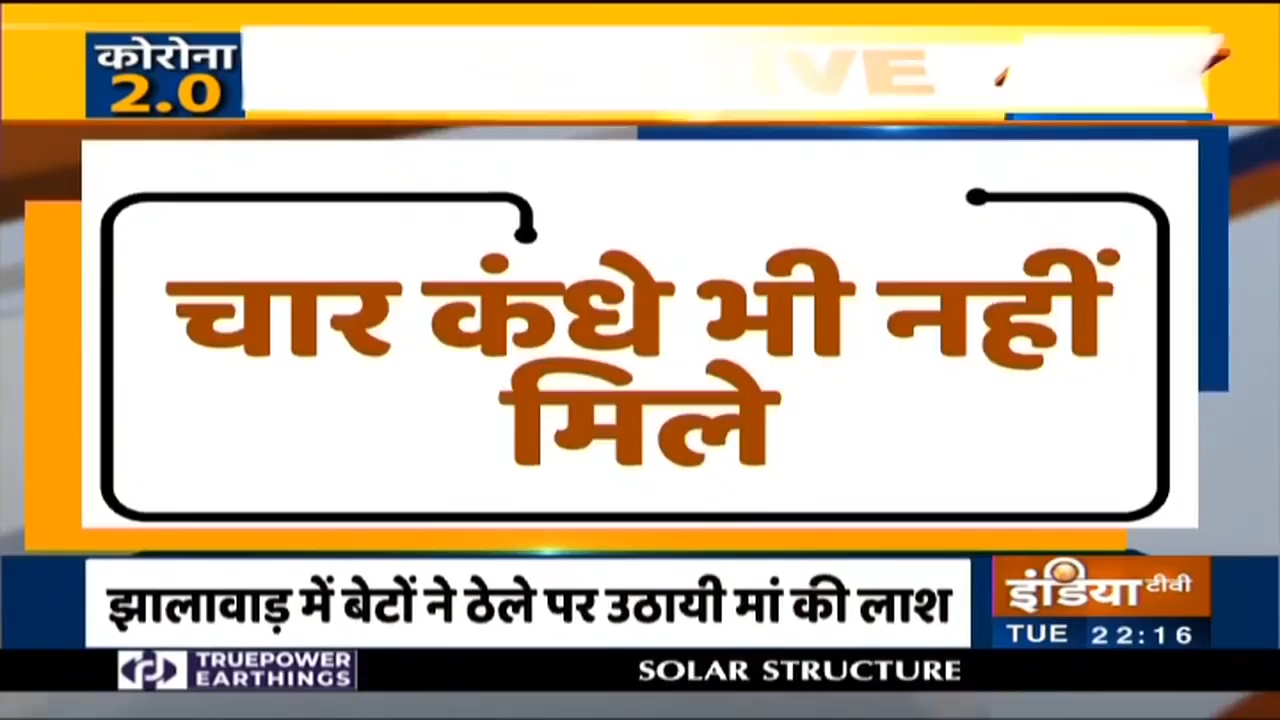 कोरोना
2.0
चार कंधे भी नहीं
मिले
झालावाड़ में बेटों ने ठेले पर उठायी मां की लाश
इंडिया टीवी
TUE 22:16
TRUEPOWER
EARTHINGS
SOLAR STRUCTURE